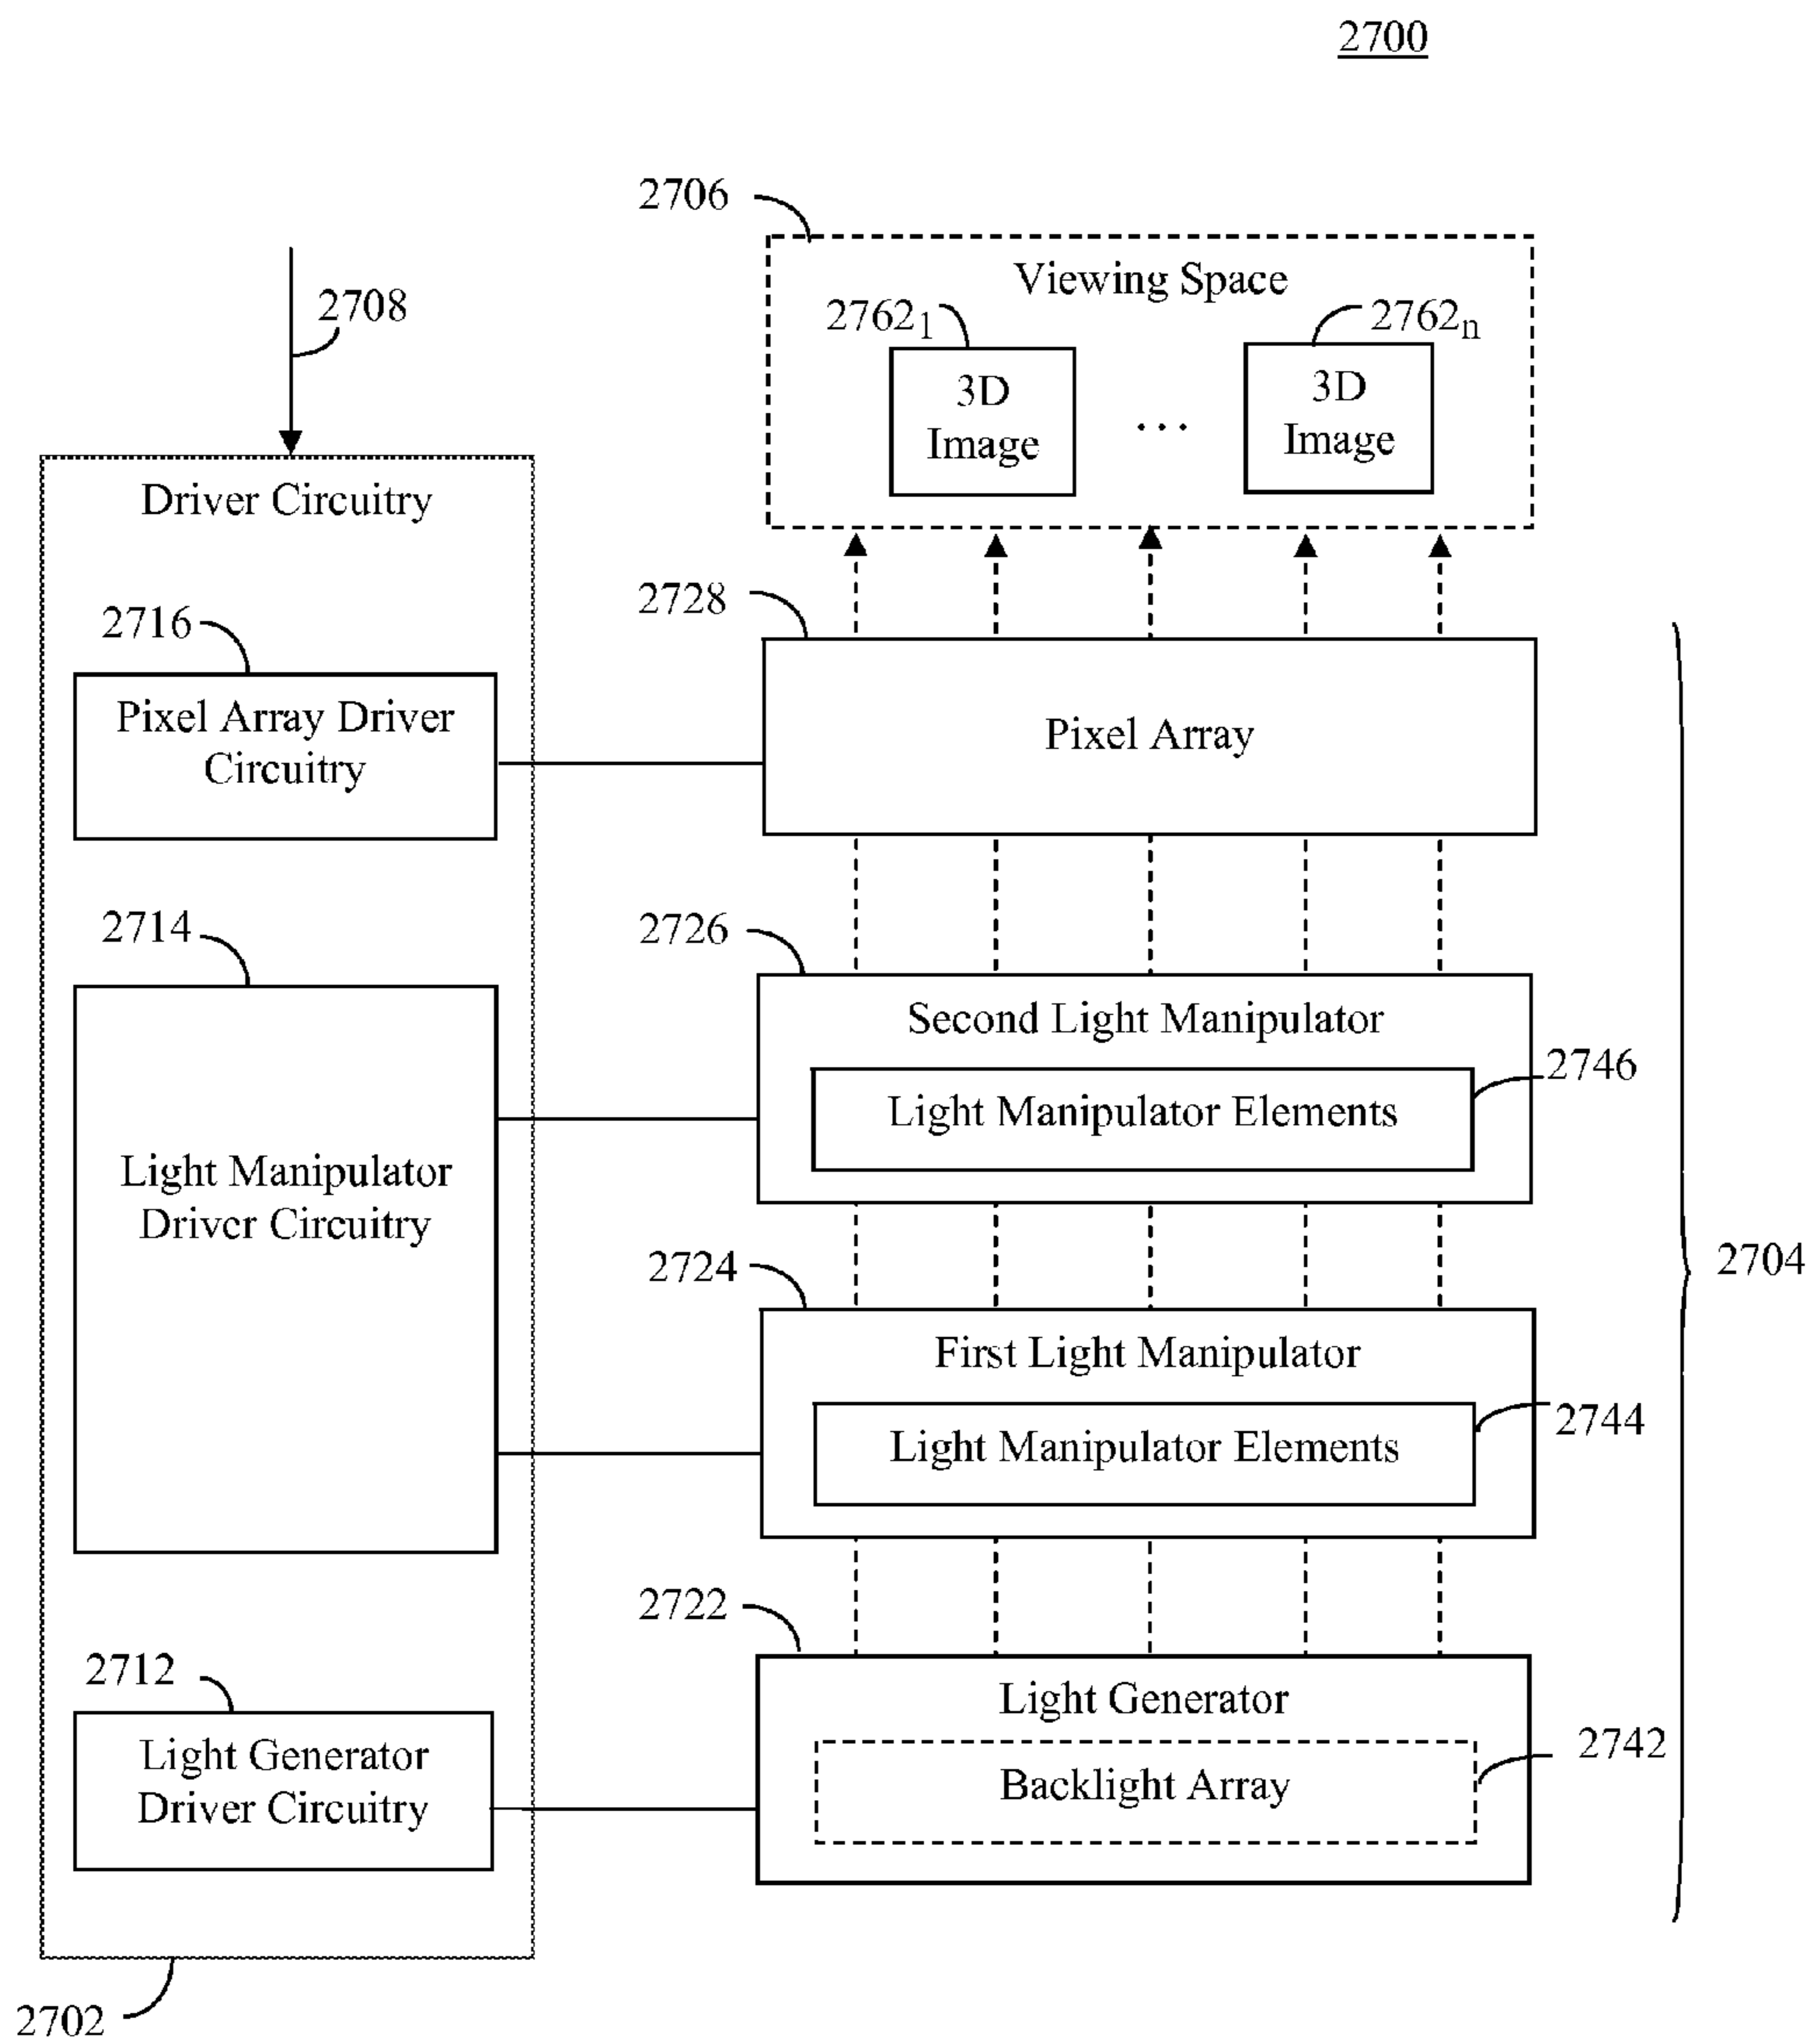 2700
2706
Viewing Space
2708
2762₁
2762ₙ
3D
Image
...
3D
Image
Driver Circuitry
2716
2728
Pixel Array Driver
Circuitry
Pixel Array
2714
2726
Second Light Manipulator
2746
Light Manipulator Elements
Light Manipulator
Driver Circuitry
2724
2704
First Light Manipulator
2744
Light Manipulator Elements
2722
2712
Light Generator
2742
Light Generator
Driver Circuitry
Backlight Array
2702